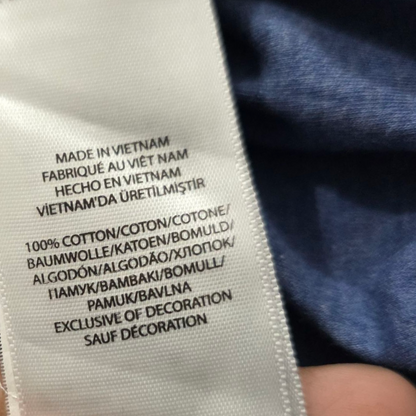 MADE IN VIETNAM
FABRIQUÉ AU VIÊT NAM
HECHO EN VIETNAM
VİETNAM'DA ÜRETİLMİŞTİR
100% COTTON/COTON/COTONE/
BAUMWOLLE/KATOEN/BOMULD/
ALGODÓN/ALGODÃO/ХЛОПОК/
ΠΑΜУΚ/BAMBAKI/BOMULL/
PAMUK/BAVLNA
EXCLUSIVE OF DECORATION
SAUF DÉCORATION